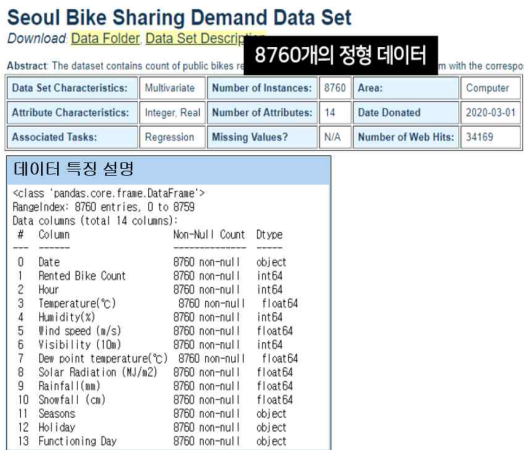 Seoul Bike Sharing Demand Data Set
Download: Data Folder, Data Set Descrip
8760개의 정형 데이터
Abstract: The dataset contains count of public bikes re m with the correspo
Data Set Characteristics: Multivariate Number of Instances: 8760 Area: Computer
Attribute Characteristics: Integer, Real Number of Attributes: 14 Date Donated 2020-03-01
Associated Tasks: Regression Missing Values? N/A Number of Web Hits: 34169
데이터 특징 설명
<class 'pandas.core.frame.DataFrame'>
RangeIndex: 8760 entries, 0 to 8759
Data columns (total 14 columns):
# Column Non-Null Count Dtype
--- ------ -------------- -----
0 Date 8760 non-null object
1 Rented Bike Count 8760 non-null int64
2 Hour 8760 non-null int64
3 Temperature(℃) 8760 non-null float64
4 Humidity(%) 8760 non-null int64
5 Wind speed (m/s) 8760 non-null float64
6 Visibility (10m) 8760 non-null int64
7 Dew point temperature(℃) 8760 non-null float64
8 Solar Radiation (MJ/m2) 8760 non-null float64
9 Rainfall(mm) 8760 non-null float64
10 Snowfall (cm) 8760 non-null float64
11 Seasons 8760 non-null object
12 Holiday 8760 non-null object
13 Functioning Day 8760 non-null object